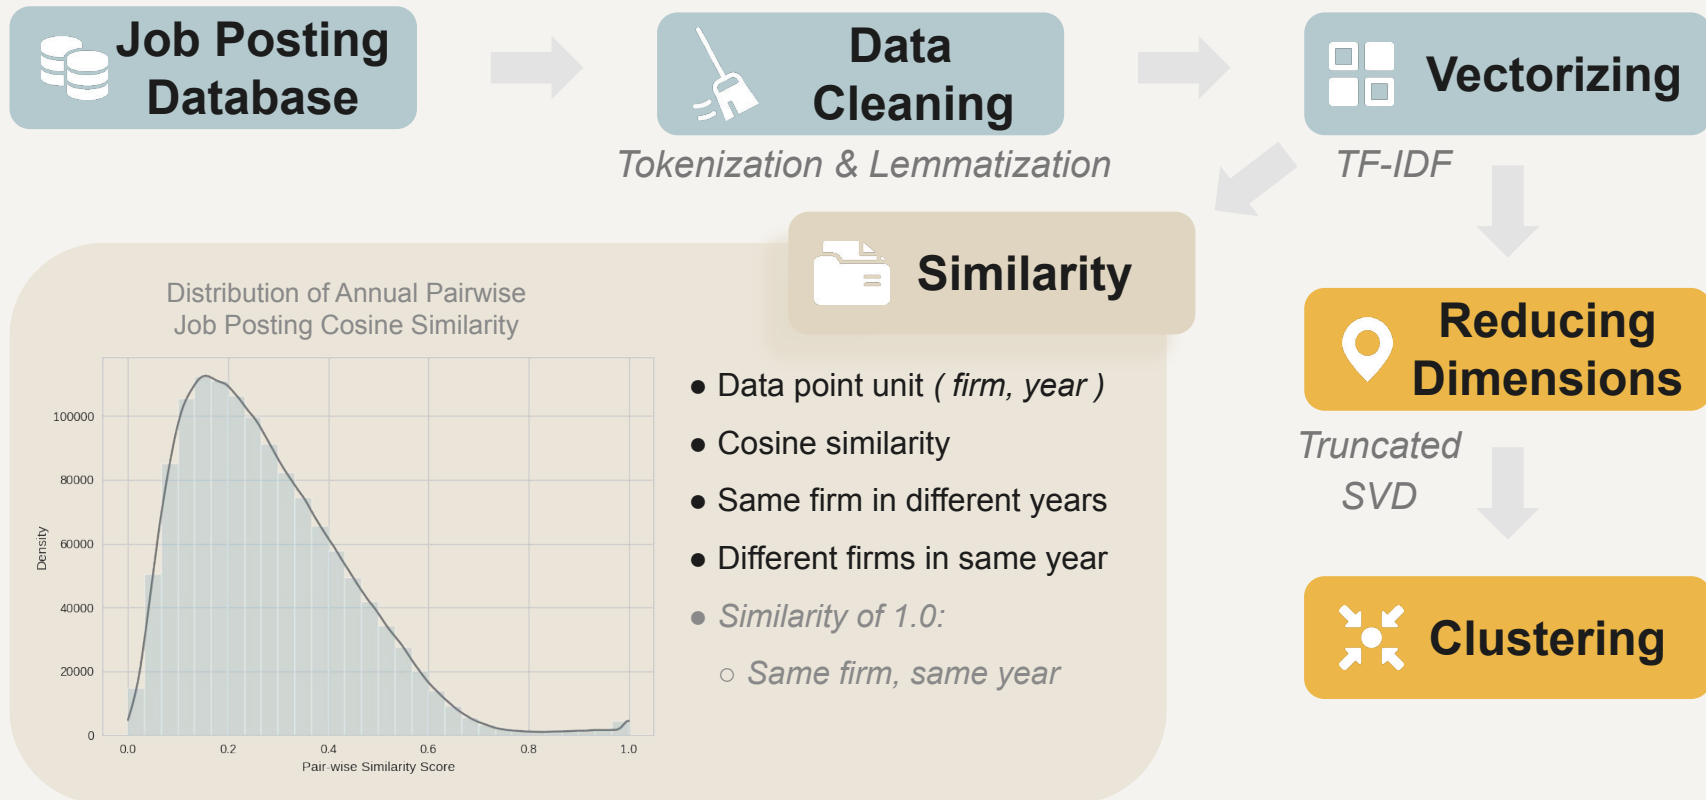 Job Posting
Database
Data
Cleaning
Vectorizing
Tokenization & Lemmatization
TF-IDF
Similarity
Distribution of Annual Pairwise
Job Posting Cosine Similarity
100000
80000
60000
40000
20000
0
Density
0.0 0.2 0.4 0.6 0.8 1.0
Pair-wise Similarity Score
● Data point unit ( firm, year )
● Cosine similarity
● Same firm in different years
● Different firms in same year
● Similarity of 1.0:
○ Same firm, same year
Reducing
Dimensions
Truncated
SVD
Clustering